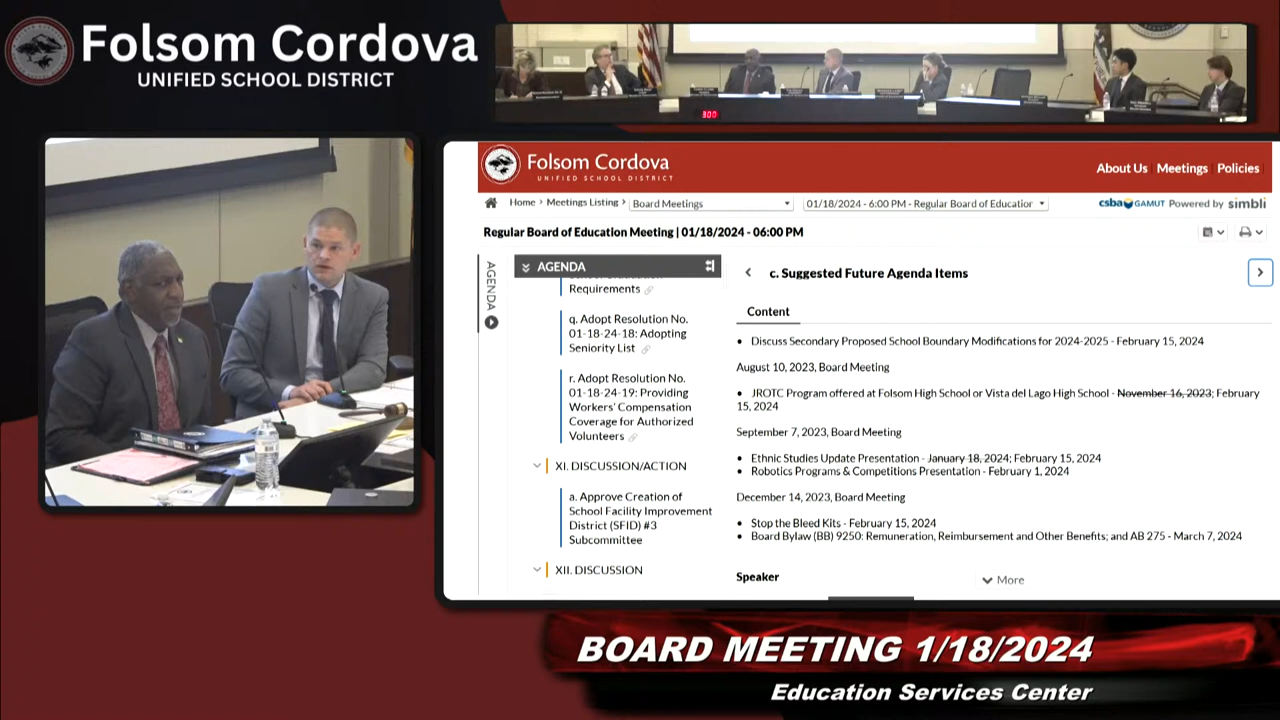 Folsom Cordova
UNIFIED SCHOOL DISTRICT
300
Folsom Cordova
UNIFIED SCHOOL DISTRICT
About Us Meetings Policies
Home > Meetings Listing > Board Meetings 01/18/2024 - 6:00 PM - Regular Board of Education
csba GAMUT Powered by simbli
Regular Board of Education Meeting | 01/18/2024 - 06:00 PM
AGENDA
AGENDA
Requirements
q. Adopt Resolution No.
01-18-24-18: Adopting
Seniority List
r. Adopt Resolution No.
01-18-24-19: Providing
Workers' Compensation
Coverage for Authorized
Volunteers
XI. DISCUSSION/ACTION
a. Approve Creation of
School Facility Improvement
District (SFID) #3
Subcommittee
XII. DISCUSSION
c. Suggested Future Agenda Items
Content
• Discuss Secondary Proposed School Boundary Modifications for 2024-2025 - February 15, 2024
August 10, 2023, Board Meeting
• JROTC Program offered at Folsom High School or Vista del Lago High School - November 16, 2023; February
15, 2024
September 7, 2023, Board Meeting
• Ethnic Studies Update Presentation - January 18, 2024; February 15, 2024
• Robotics Programs & Competitions Presentation - February 1, 2024
December 14, 2023, Board Meeting
• Stop the Bleed Kits - February 15, 2024
• Board Bylaw (BB) 9250: Remuneration, Reimbursement and Other Benefits; and AB 275 - March 7, 2024
Speaker
More
BOARD MEETING 1/18/2024
Education Services Center